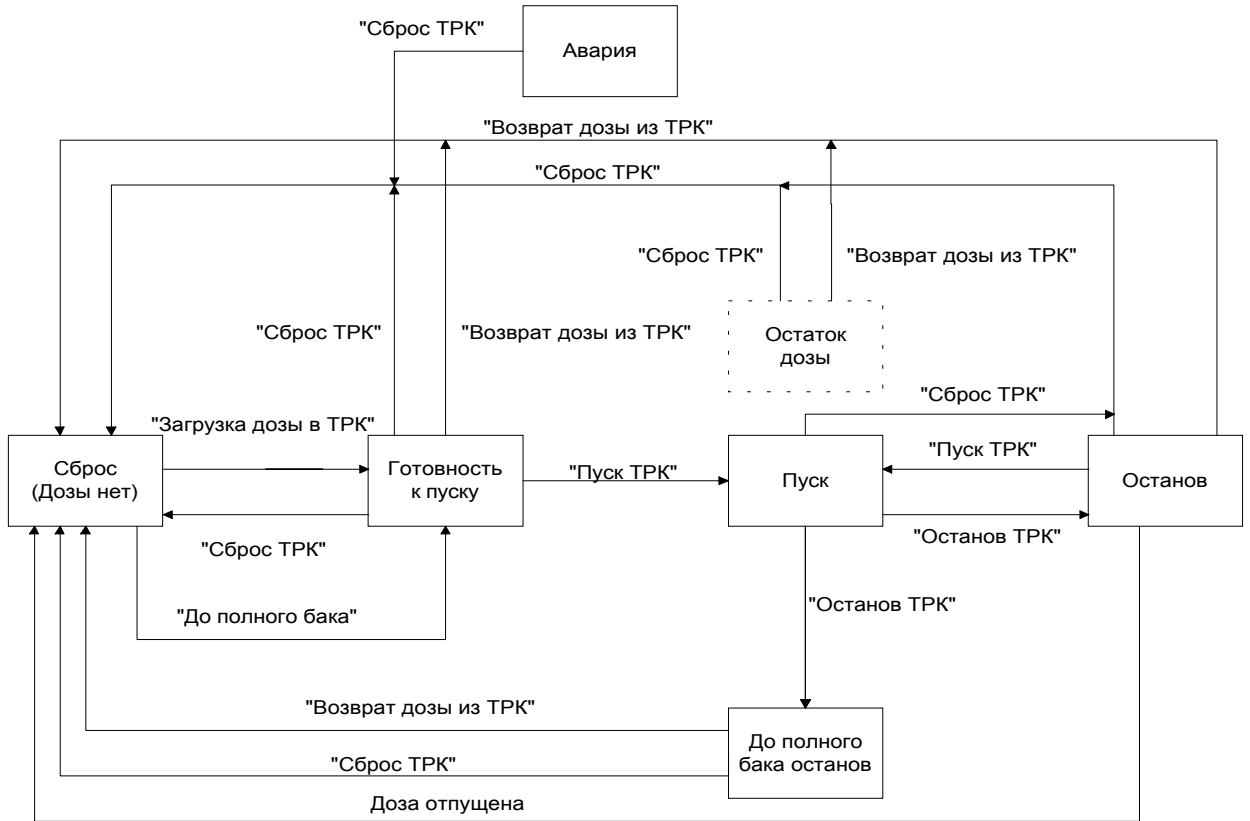 "Сброс ТРК"
Авария
"Возврат дозы из ТРК"
"Сброс ТРК"
"Сброс ТРК"
"Возврат дозы из ТРК"
"Сброс ТРК"
"Возврат дозы из ТРК"
Остаток
дозы
"Сброс ТРК"
"Загрузка дозы в ТРК"
Сброс
(Дозы нет)
Готовность
к пуску
"Пуск ТРК"
Пуск
"Пуск ТРК"
Останов
"Останов ТРК"
"Сброс ТРК"
"До полного бака"
"Останов ТРК"
"Возврат дозы из ТРК"
До полного
бака останов
"Сброс ТРК"
Доза отпущена